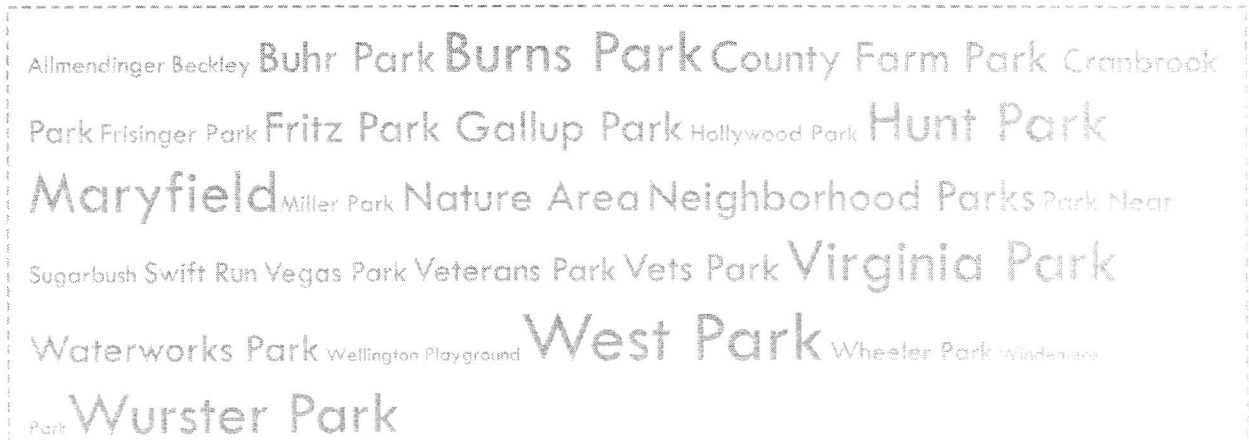 Allmendinger Beckley Buhr Park Burns Park County Farm Park Cranbrook
Park Frisinger Park Fritz Park Gallup Park Hollywood Park Hunt Park
Maryfield Miller Park Nature Area Neighborhood Parks Park Near
Sugarbush Swift Run Vegas Park Veterans Park Vets Park Virginia Park
Waterworks Park Wellington Playground West Park Wheeler Park Windemere
Park Wurster Park